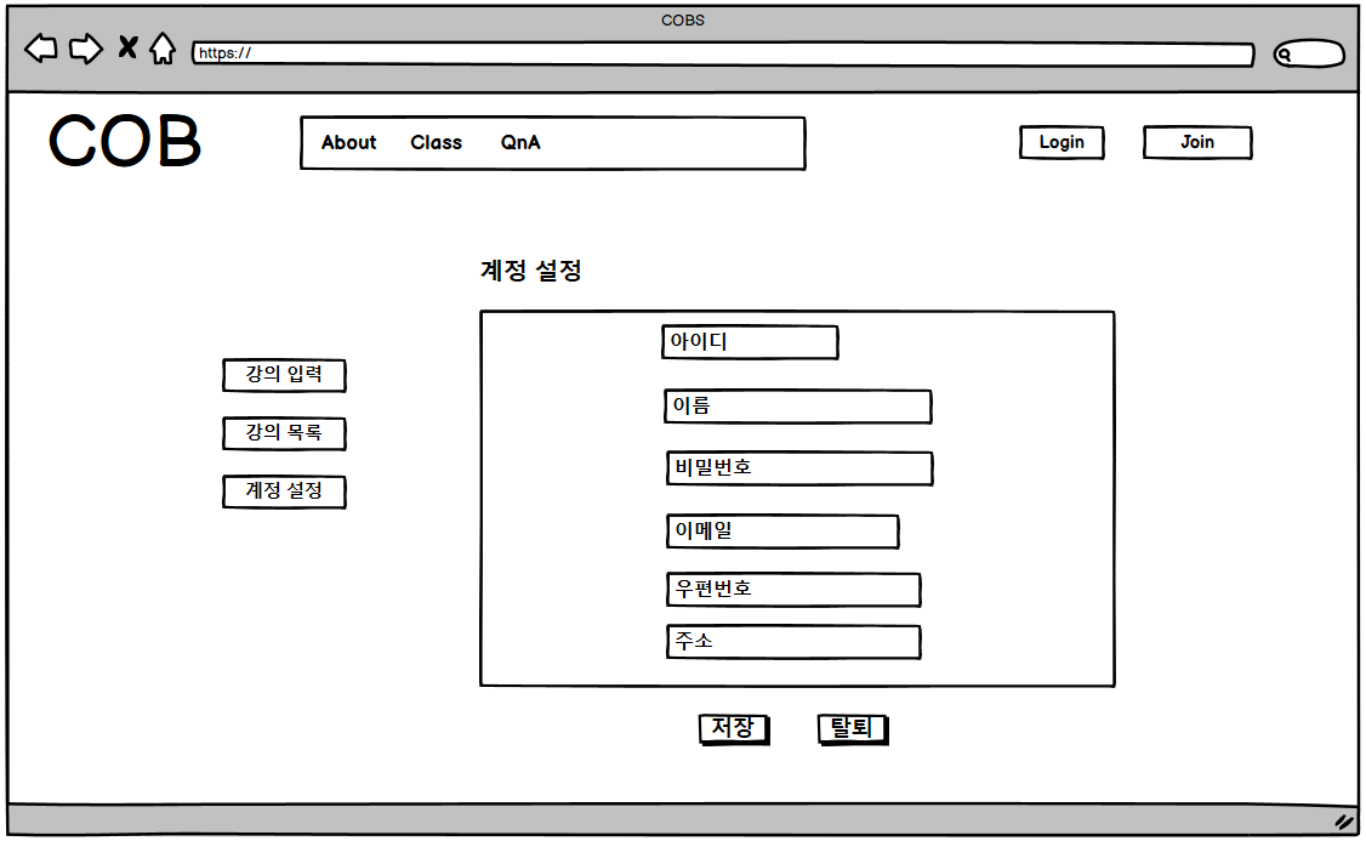 COBS
https://
COB
About Class QnA
Login
Join
계정 설정
아이디
이름
비밀번호
이메일
우편번호
주소
강의 입력
강의 목록
계정 설정
저장
탈퇴